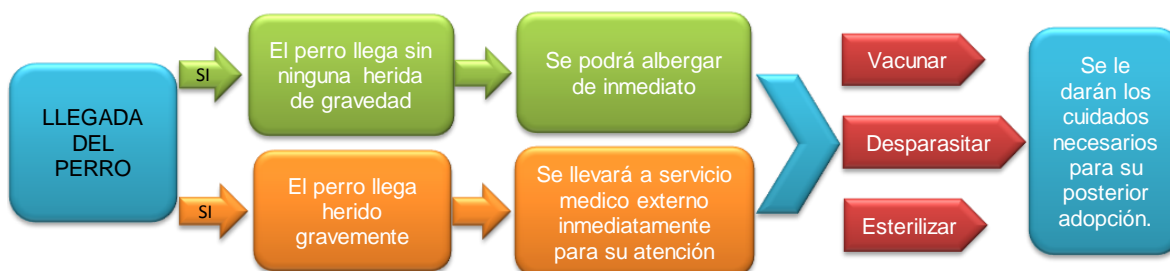 LLEGADA
DEL
PERRO
SI
El perro llega sin
ninguna herida
de gravedad
Se podrá albergar
de inmediato
SI
El perro llega
herido
gravemente
Se llevará a servicio
medico externo
inmediatamente
para su atención
Vacunar
Desparasitar
Esterilizar
Se le
darán los
cuidados
necesarios
para su
posterior
adopción.